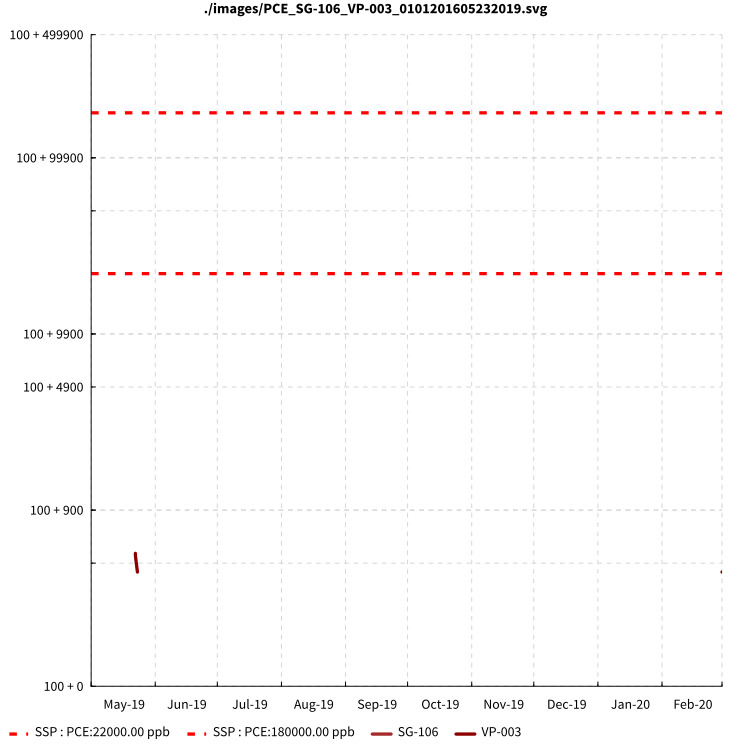 ./images/PCE_SG-106_VP-003_0101201605232019.svg
100 + 499900
100 + 99900
100 + 9900
100 + 4900
100 + 900
100 + 0
May-19 Jun-19 Jul-19 Aug-19 Sep-19 Oct-19 Nov-19 Dec-19 Jan-20 Feb-20
SSP : PCE:22000.00 ppb SSP : PCE:180000.00 ppb SG-106 VP-003